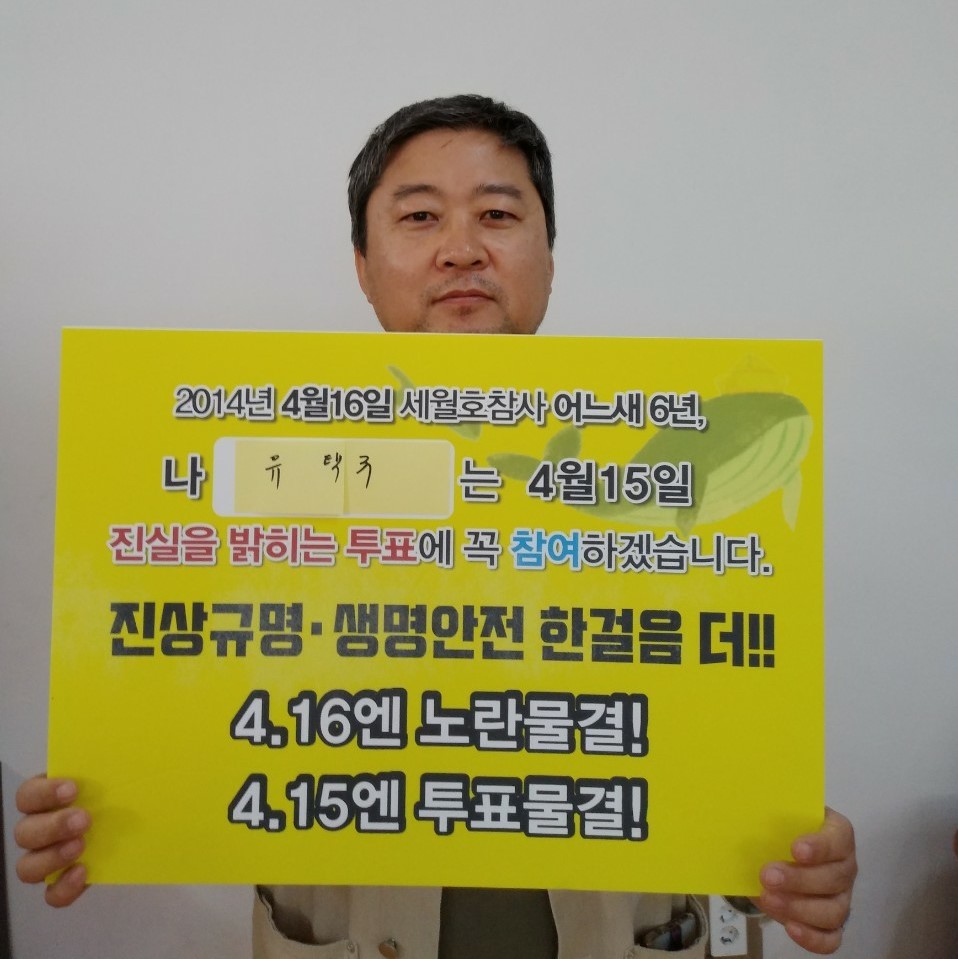 2014년 4월16일 세월호참사 어느새 6년,
나 유택주 는 4월15일
진실을 밝히는 투표에 꼭 참여하겠습니다.
진상규명·생명안전 한걸음 더!!
4.16엔 노란물결!
4.15엔 투표물결!